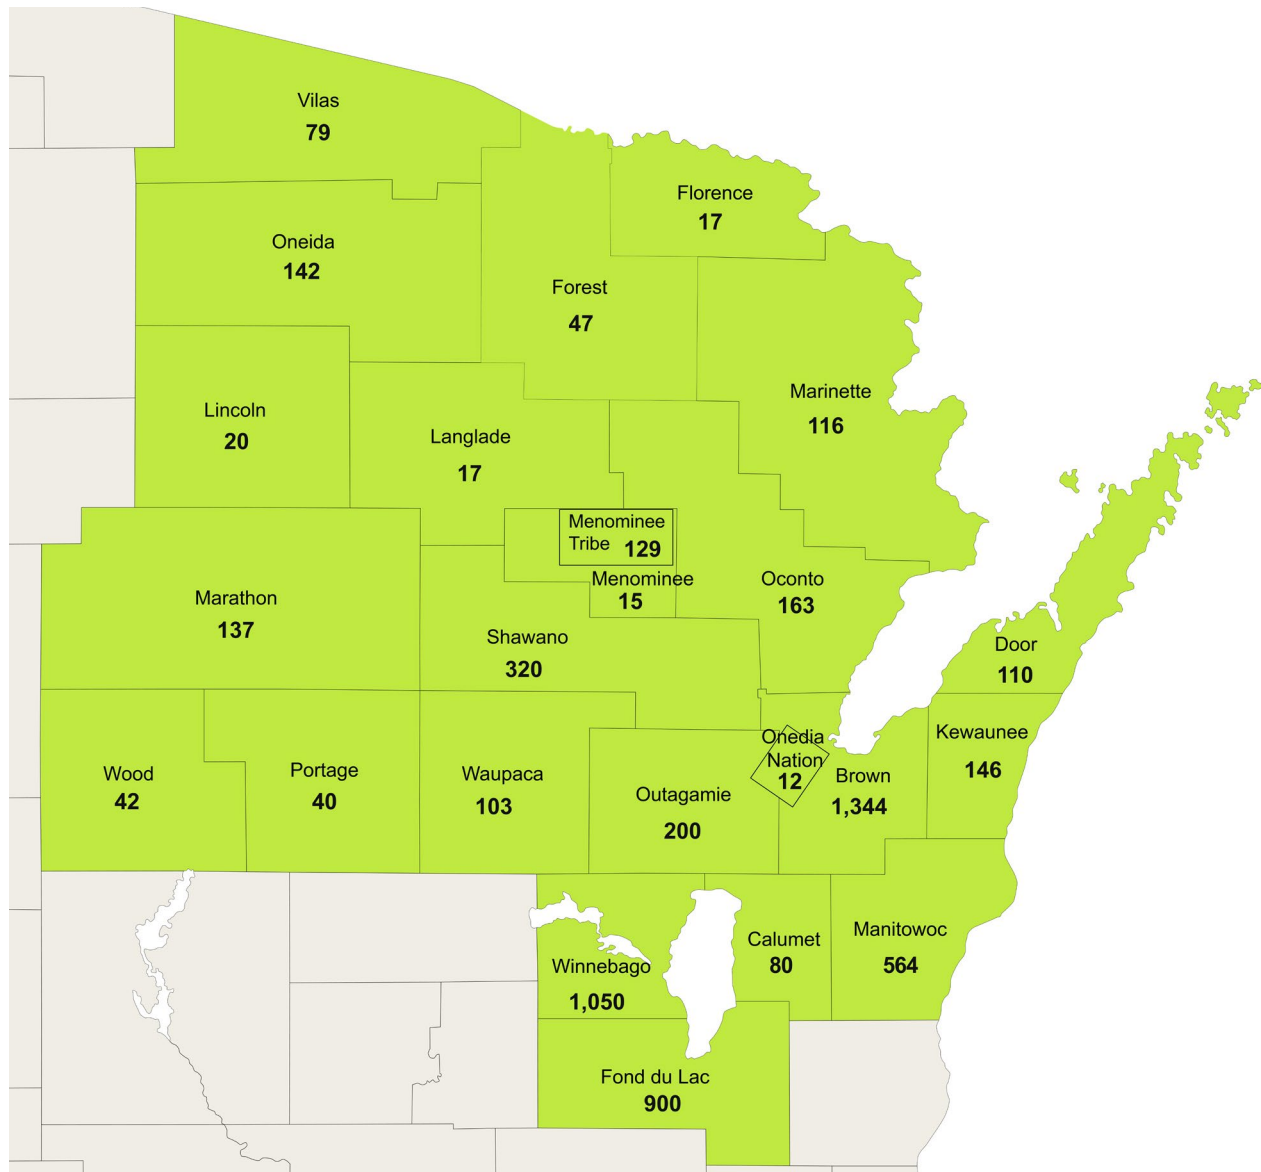 Vilas
79
Florence
17
Oneida
142
Forest
47
Marinette
116
Lincoln
20
Langlade
17
Menominee
Tribe 129
Menominee
15
Oconto
163
Marathon
137
Shawano
320
Door
110
Kewaunee
146
Onedia
Nation
12
Brown
1,344
Wood
42
Portage
40
Waupaca
103
Outagamie
200
Winnebago
1,050
Calumet
80
Manitowoc
564
Fond du Lac
900